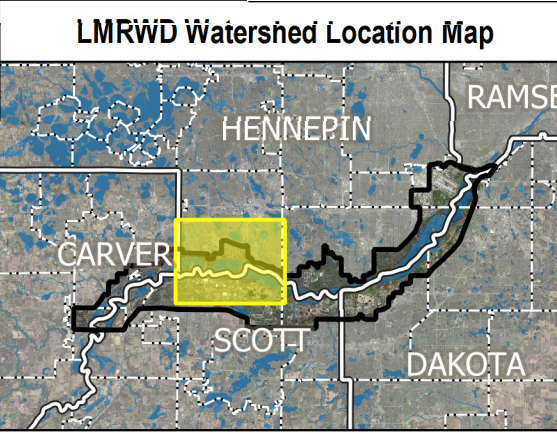 LMRWD Watershed Location Map
RAMSE
HENNEPIN
CARVER
SCOTT
DAKOTA